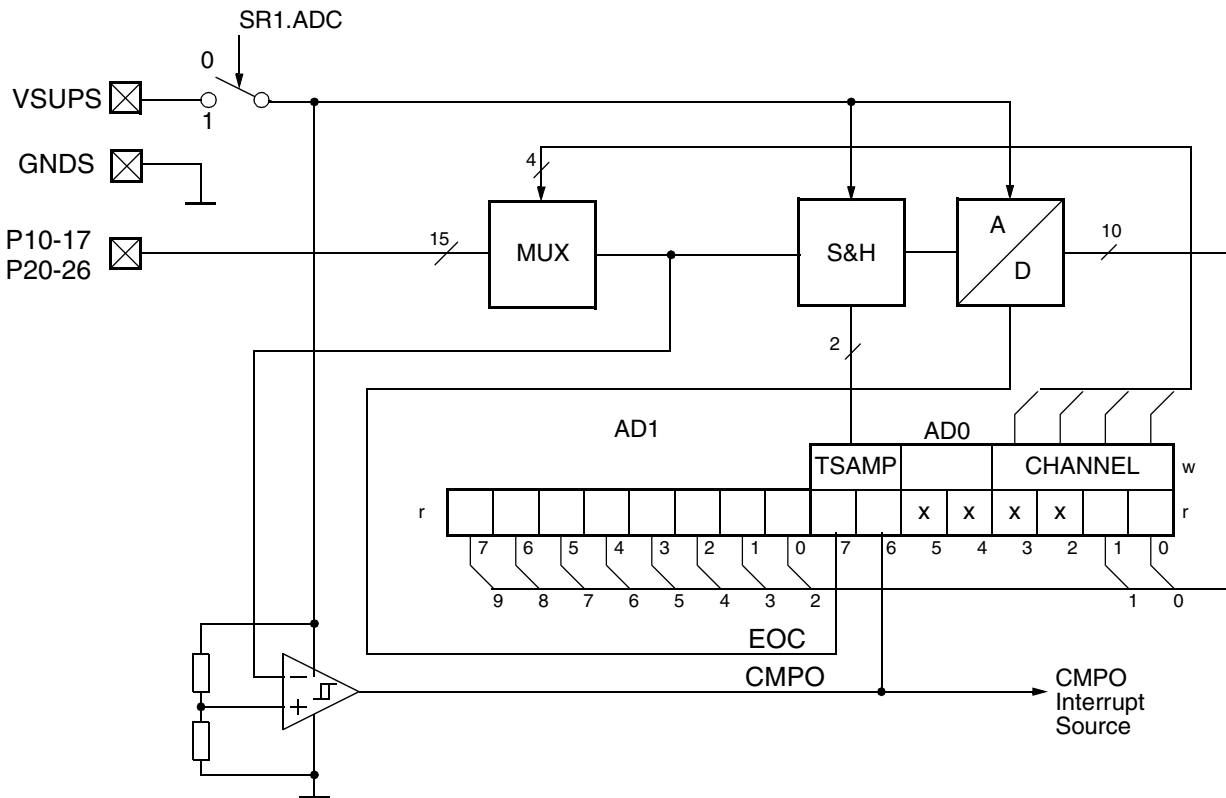 SR1.ADC
0
VSUPS
1
GNDS
4
P10-17
P20-26
15
MUX
S&H
A
D
10
2
AD1
AD0
TSAMP
CHANNEL
w
r
x
x
x
x
r
7 6 5 4 3 2 1 0 7 6 5 4 3 2 1 0
9 8 7 6 5 4 3 2 1 0
EOC
CMPO
−
+
CMPO
Interrupt
Source